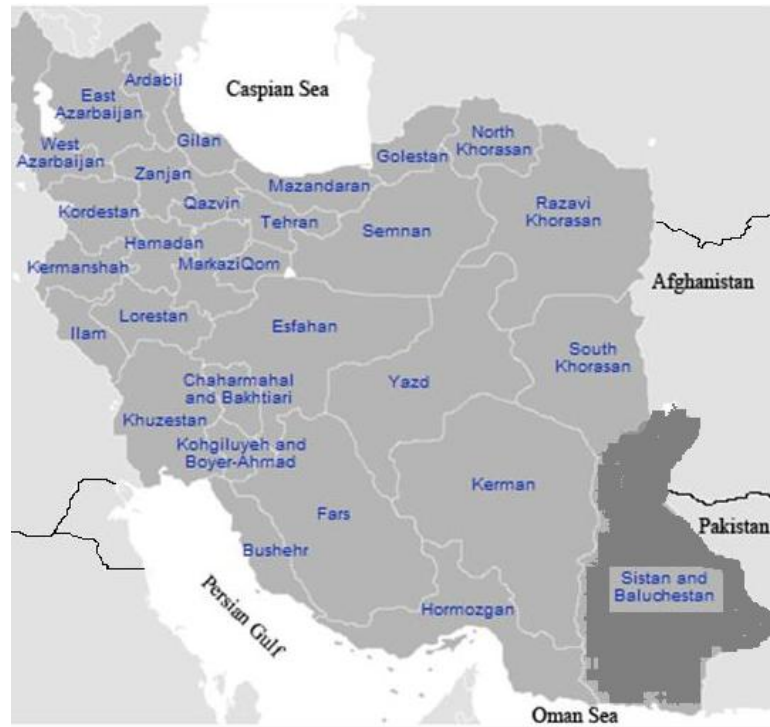 Ardabil
Caspian Sea
East
Azarbaijan
North
Khorasan
West
Azarbaijan
Gilan
Golestan
Zanjan
Mazandaran
Kordestan
Qazvin
Tehran
Semnan
Razavi
Khorasan
Hamadan
Kermanshah
Markazi
Qom
Afghanistan
Lorestan
Ilam
Esfahan
South
Khorasan
Chaharmahal
and Bakhtiari
Yazd
Khuzestan
Kohgiluyeh and
Boyer-Ahmad
Kerman
Fars
Pakistan
Bushehr
Sistan and
Baluchestan
Persian Gulf
Hormozgan
Oman Sea